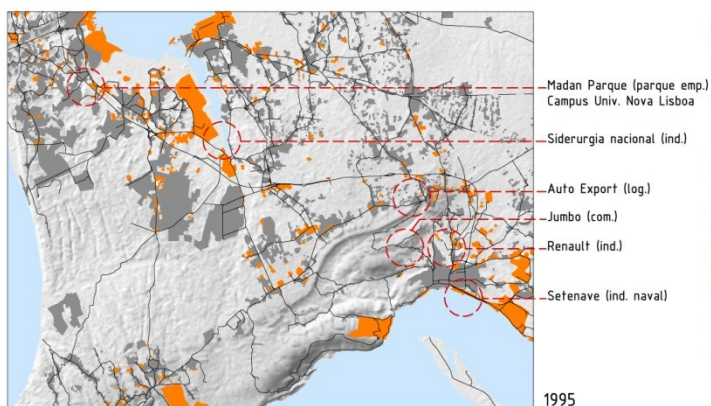 Madan Parque (parque emp.)
Campus Univ. Nova Lisboa
Siderurgia nacional (ind.)
Auto Export (log.)
Jumbo (com.)
Renault (ind.)
Setenave (ind. naval)
1995